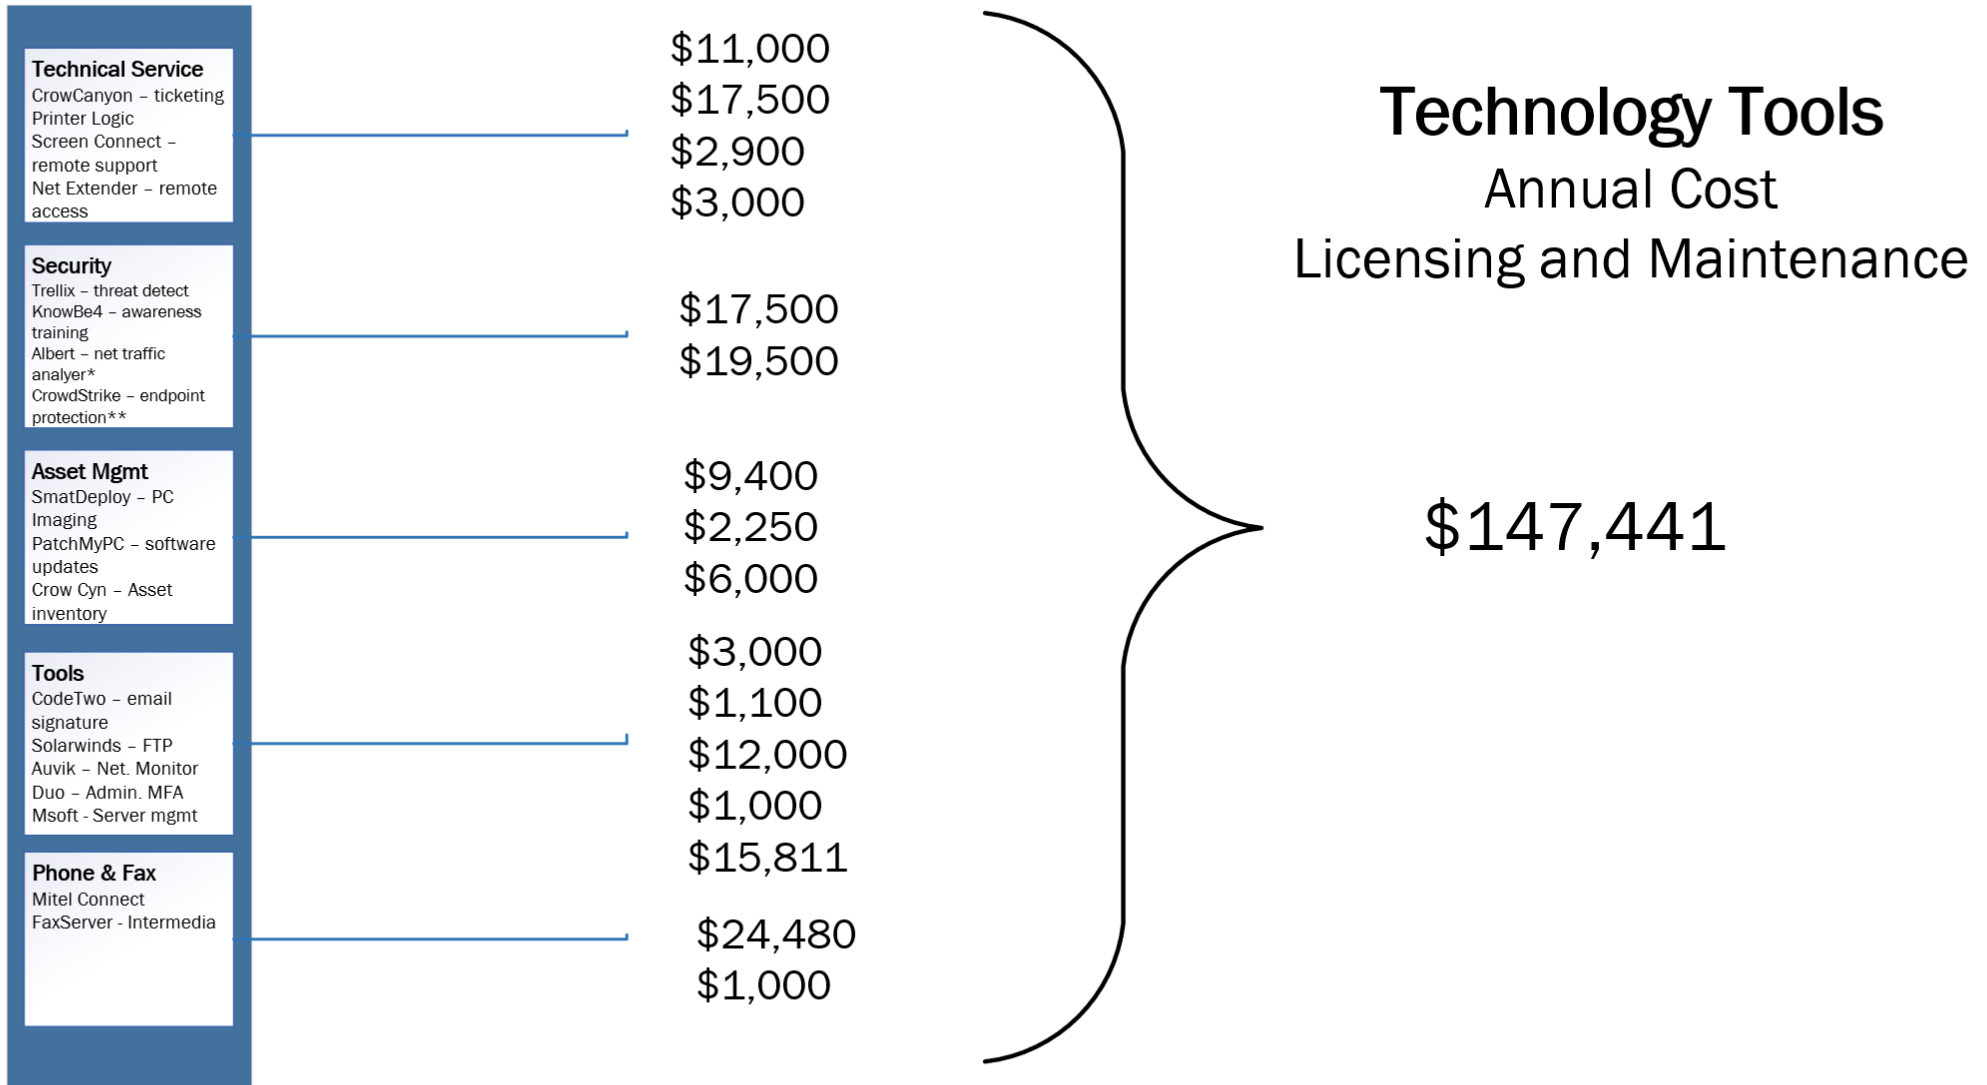 Technical Service
CrowCanyon – ticketing
Printer Logic
Screen Connect –
remote support
Net Extender – remote
access
$11,000
$17,500
$2,900
$3,000
Security
Trellix – threat detect
KnowBe4 – awareness
training
Albert – net traffic
analyer*
CrowdStrike – endpoint
protection**
$17,500
$19,500
Asset Mgmt
SmatDeploy – PC
Imaging
PatchMyPC – software
updates
Crow Cyn – Asset
inventory
$9,400
$2,250
$6,000
Tools
CodeTwo – email
signature
Solarwinds – FTP
Auvik – Net. Monitor
Duo – Admin. MFA
Msoft - Server mgmt
$3,000
$1,100
$12,000
$1,000
$15,811
Phone & Fax
Mitel Connect
FaxServer - Intermedia
$24,480
$1,000
Technology Tools
Annual Cost
Licensing and Maintenance
$147,441